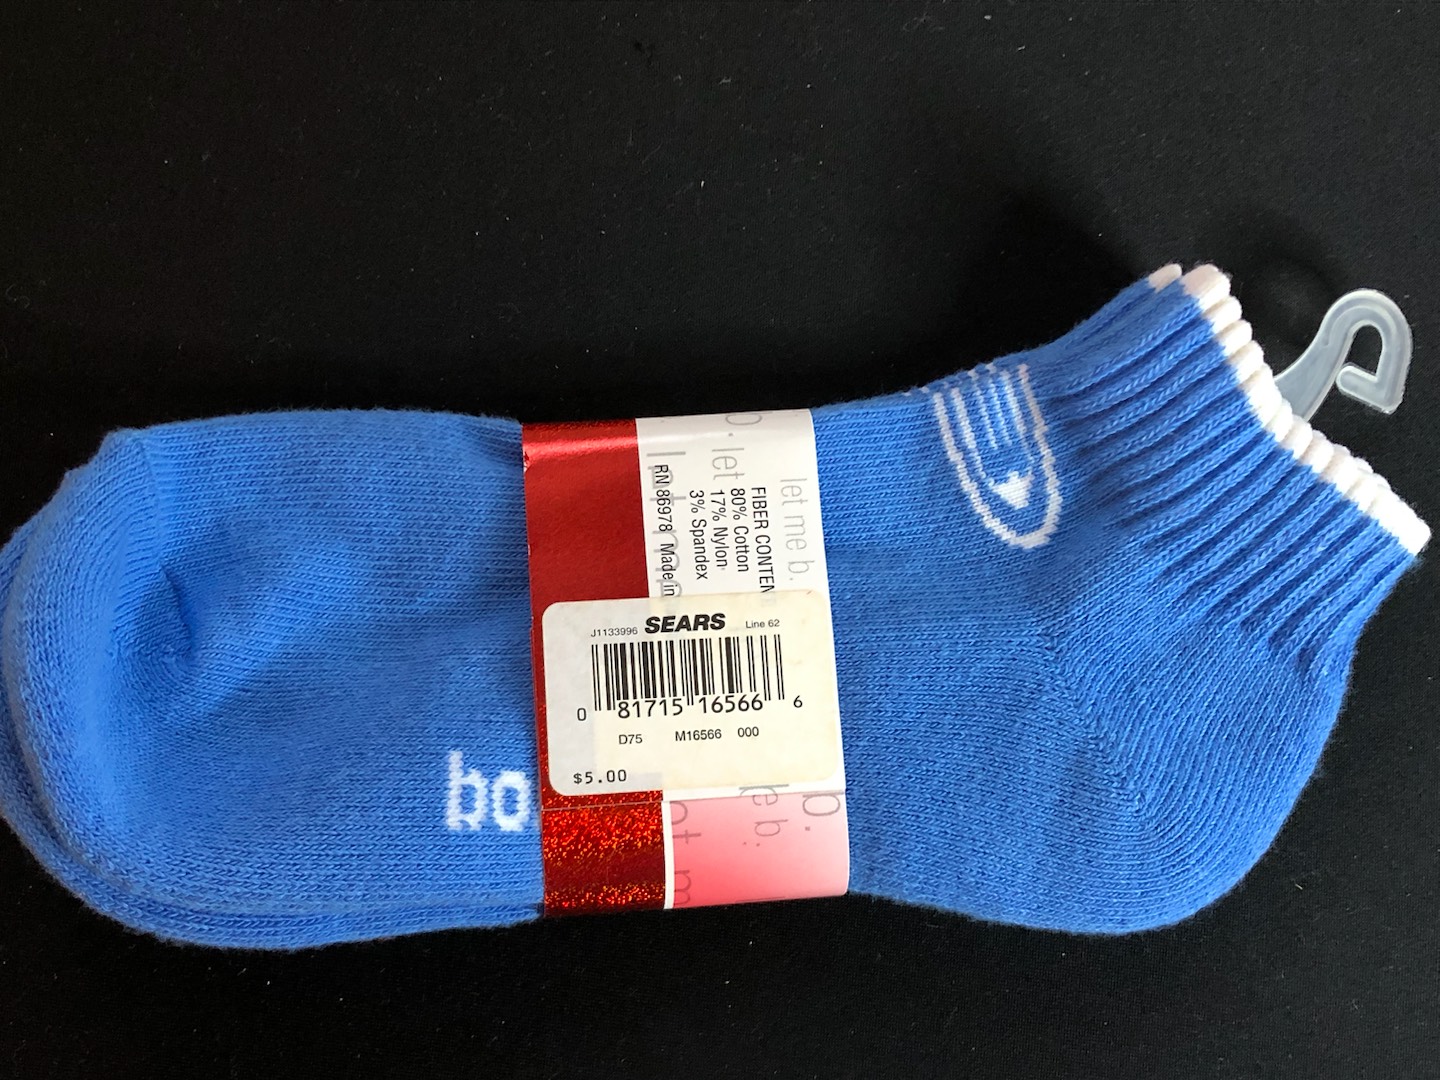 let me b.
FIBER CONTEN
80% Cotton
17% Nylon
3% Spandex
RN 86978 Made in
b.
let
J1133996 SEARS Line 62
0 81715 16566 6
D75 M16566 000
$5.00
bo
b.
e b.